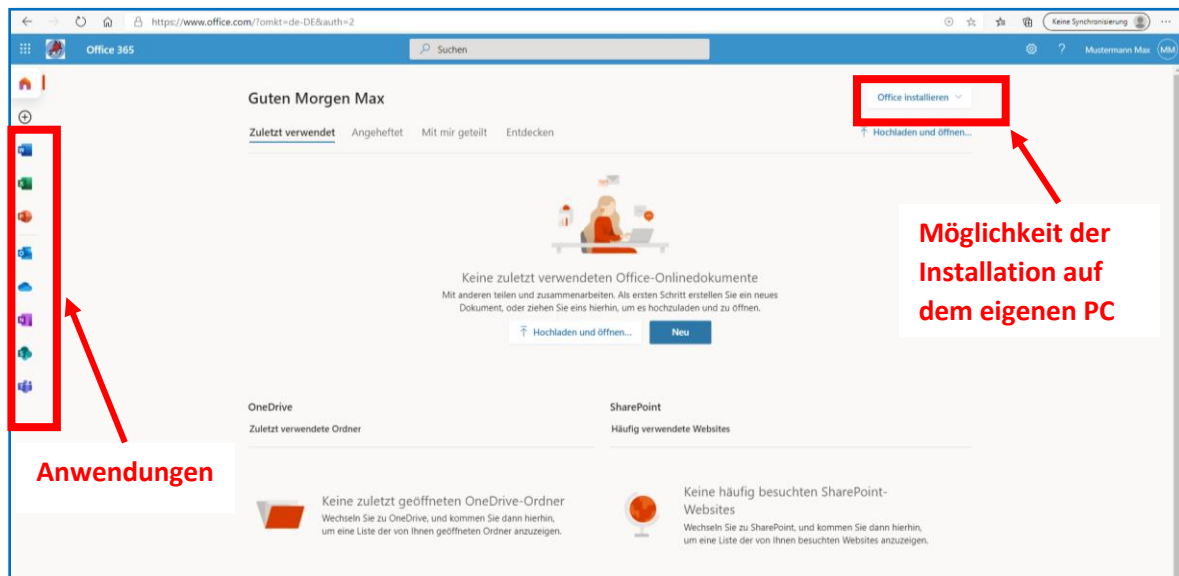 https://www.office.com/?omkt=de-DE&auth=2
Keine Synchronisierung
Office 365
Suchen
Mustermann Max
MM
Guten Morgen Max
Office installieren
Zuletzt verwendet
Angeheftet
Mit mir geteilt
Entdecken
Hochladen und öffnen...
Möglichkeit der
Installation auf
dem eigenen PC
Keine zuletzt verwendeten Office-Onlinedokumente
Mit anderen teilen und zusammenarbeiten. Als ersten Schritt erstellen Sie ein neues
Dokument, oder ziehen Sie eins hierhin, um es hochzuladen und zu öffnen.
Hochladen und öffnen...
Neu
OneDrive
Zuletzt verwendete Ordner
SharePoint
Häufig verwendete Websites
Anwendungen
Keine zuletzt geöffneten OneDrive-Ordner
Wechseln Sie zu OneDrive, und kommen Sie dann hierhin,
um eine Liste der von Ihnen geöffneten Ordner anzuzeigen.
Keine häufig besuchten SharePoint-
Websites
Wechseln Sie zu SharePoint, und kommen Sie dann hierhin,
um eine Liste der von Ihnen besuchten Websites anzuzeigen.